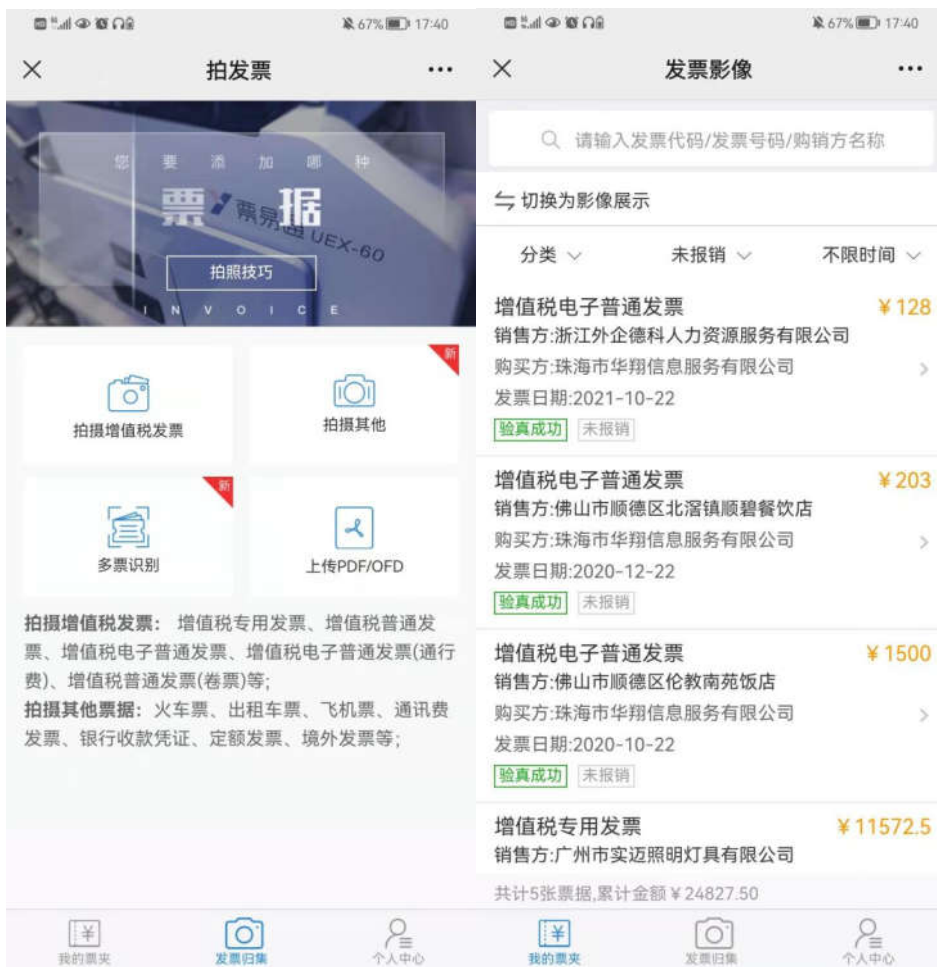 67% 17:40
拍发票
您要添加哪种
票据
票易通 UEX-60
拍照技巧
INVOICE
拍摄增值税发票
新
拍摄其他
新
多票识别
上传PDF/OFD
拍摄增值税发票： 增值税专用发票、增值税普通发
票、增值税电子普通发票、增值税电子普通发票(通行
费)、增值税普通发票(卷票)等;
拍摄其他票据：火车票、出租车票、飞机票、通讯费
发票、银行收款凭证、定额发票、境外发票等;
我的票夹
发票归集
个人中心
67% 17:40
发票影像
请输入发票代码/发票号码/购销方名称
切换为影像展示
分类 未报销 不限时间
增值税电子普通发票 ¥128
销售方:浙江外企德科人力资源服务有限公司
购买方:珠海市华翔信息服务有限公司
发票日期:2021-10-22
验真成功 未报销
增值税电子普通发票 ¥203
销售方:佛山市顺德区北滘镇顺碧餐饮店
购买方:珠海市华翔信息服务有限公司
发票日期:2020-12-22
验真成功 未报销
增值税电子普通发票 ¥1500
销售方:佛山市顺德区伦教南苑饭店
购买方:珠海市华翔信息服务有限公司
发票日期:2020-10-22
验真成功 未报销
增值税专用发票 ¥11572.5
销售方:广州市实迈照明灯具有限公司
共计5张票据,累计金额¥24827.50
我的票夹
发票归集
个人中心